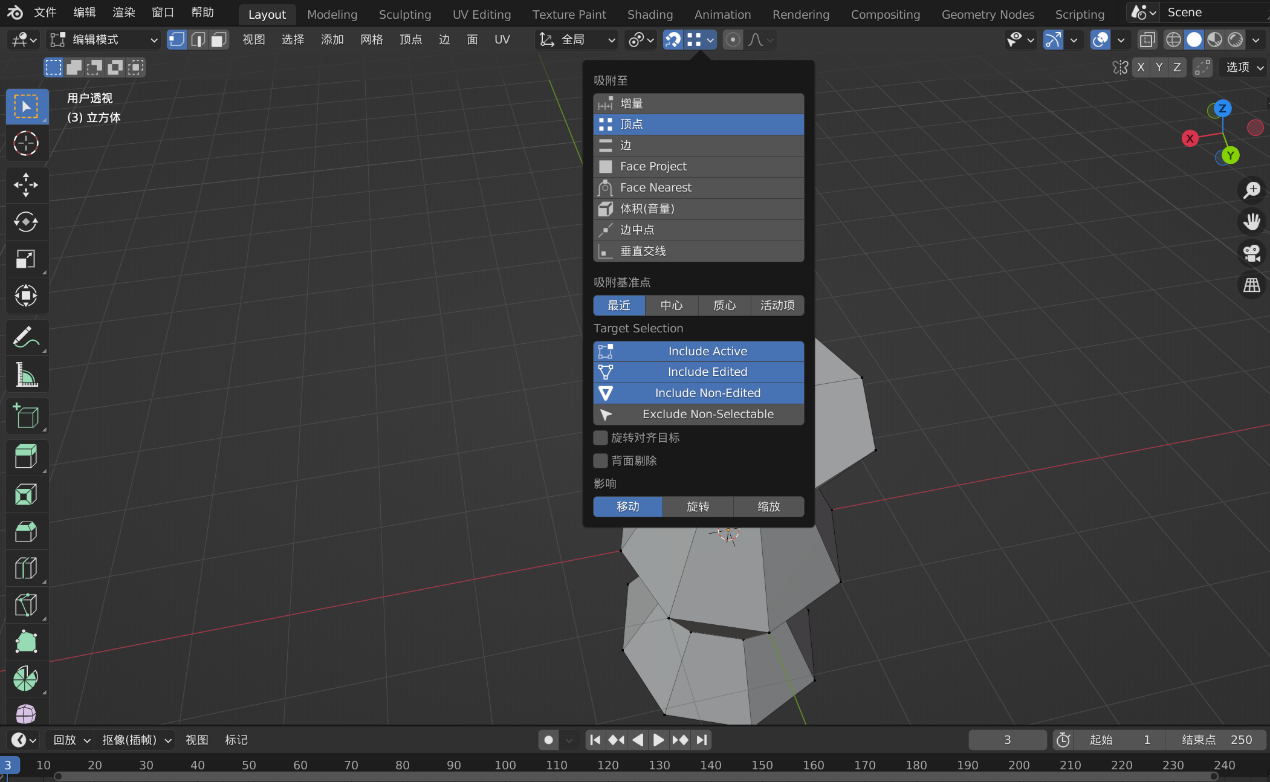 文件 编辑 渲染 窗口 帮助 Layout Modeling Sculpting UV Editing Texture Paint Shading Animation Rendering Compositing Geometry Nodes Scripting Scene
编辑模式 视图 选择 添加 网格 顶点 边 面 UV 全局
X Y Z 选项
用户透视
(3) 立方体
吸附至
增量
顶点
边
Face Project
Face Nearest
体积(音量)
边中点
垂直交线
吸附基准点
最近 中心 质心 活动项
Target Selection
Include Active
Include Edited
Include Non-Edited
Exclude Non-Selectable
旋转对齐目标
背面剔除
影响
移动 旋转 缩放
Z
X
Y
回放 抠像(插帧) 视图 标记 3 起始 1 结束点 250
3 10 20 30 40 50 60 70 80 90 100 110 120 130 140 150 160 170 180 190 200 210 220 230 240